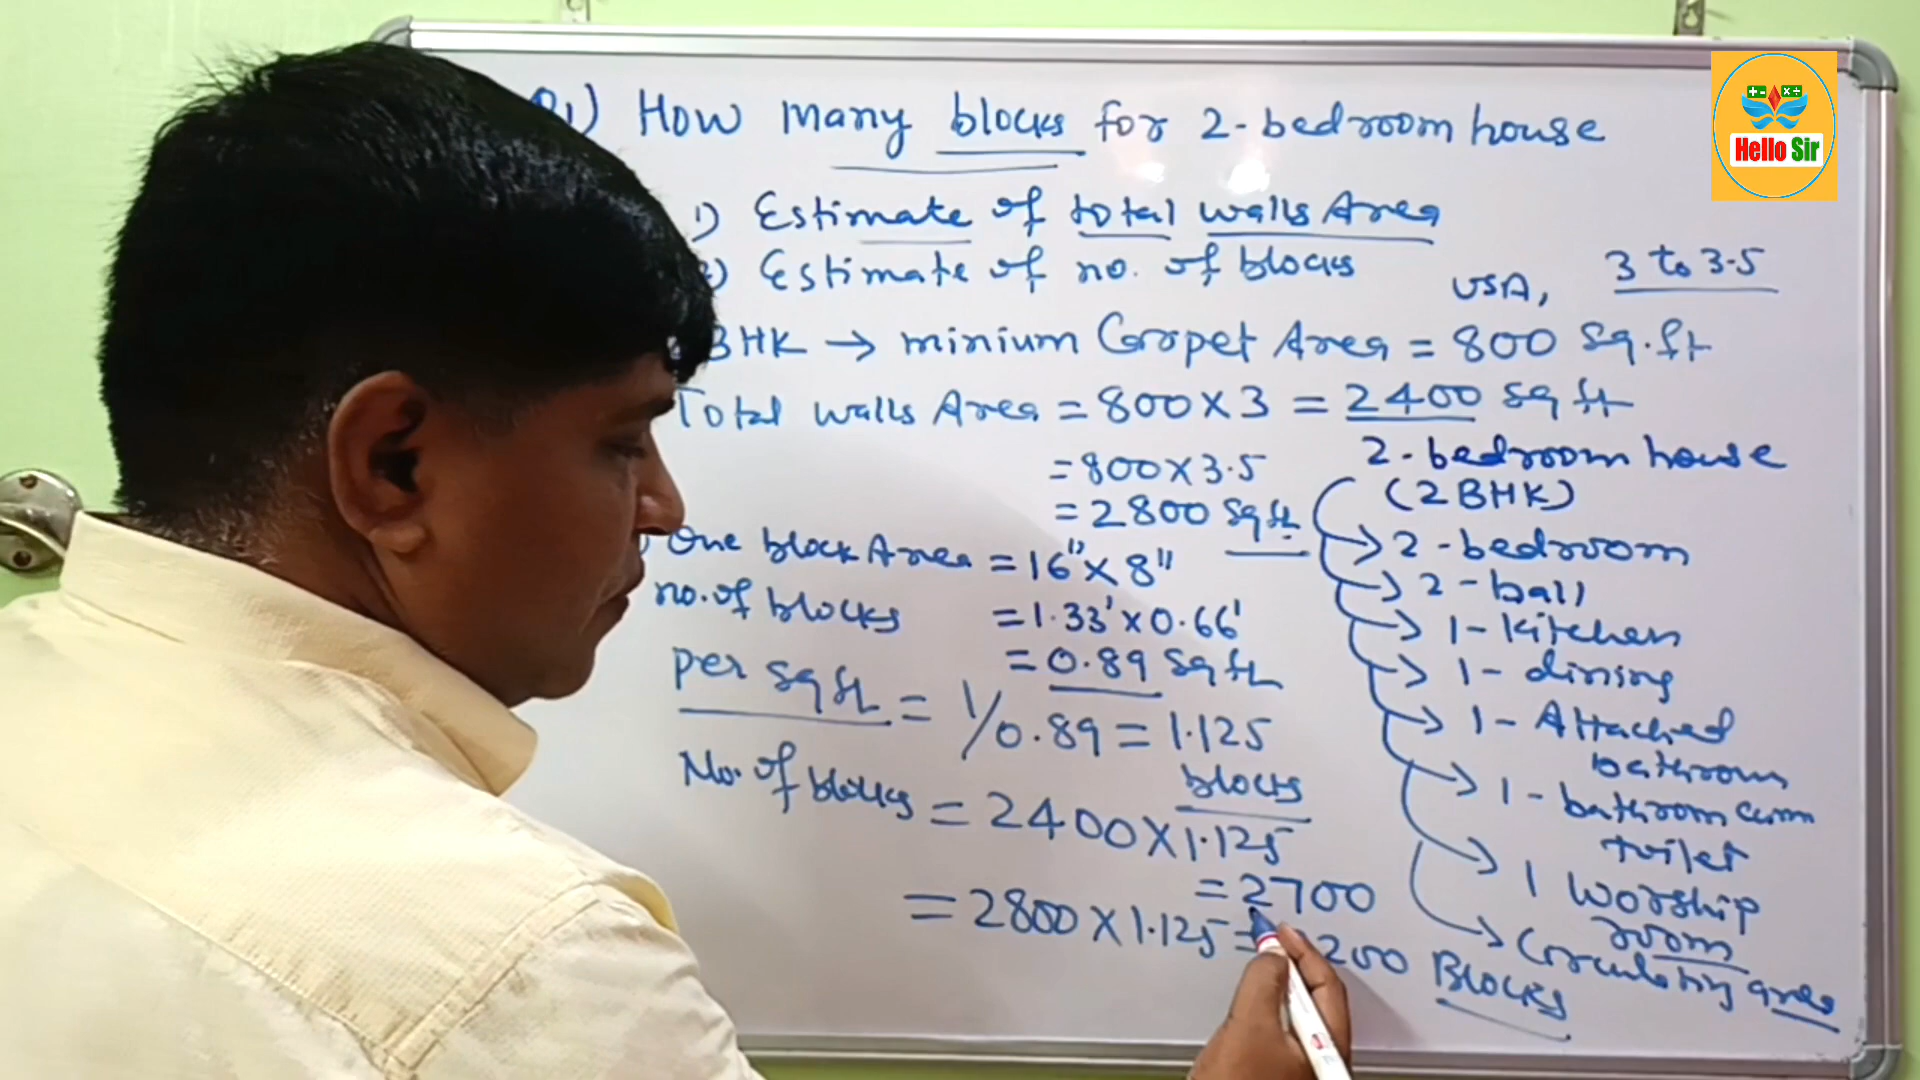 Q1) How many blocks for 2-bedroom house
Hello Sir
1) Estimate of total walls Area
) Estimate of no. of blocks
USA, 3 to 3.5
BHK → minium Carpet Area = 800 sq.ft
Total walls Area = 800 X 3 = 2400 sq ft
= 800 X 3.5
= 2800 sq ft
One block Area = 16" X 8"
= 1.33' X 0.66'
= 0.89 sq ft
no. of blocks
per sq ft = 1/0.89 = 1.125
blocks
No. of blocks = 2400 X 1.125
= 2700
= 2800 X 1.125 = 200 Blocks
2-bedroom house
(2 BHK)
→ 2 - bedroom
→ 2 - ball
→ 1 - kitchen
→ 1 - dining
→ 1 - Attached
bathroom
→ 1 - bathroom cum
toilet
→ 1 Worship
room
→ Circulating area